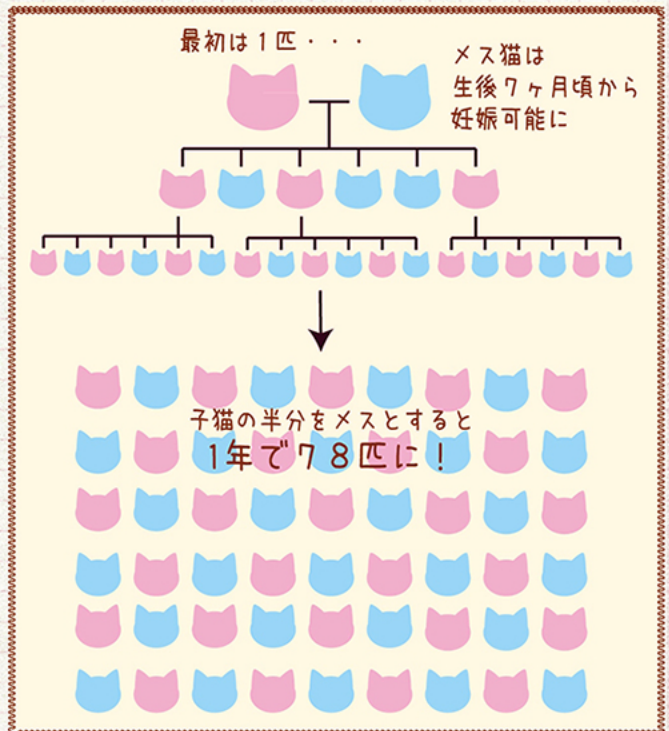 最初は1匹・・・
メス猫は
生後7ヶ月頃から
妊娠可能に
子猫の半分をメスとすると
1年で78匹に!